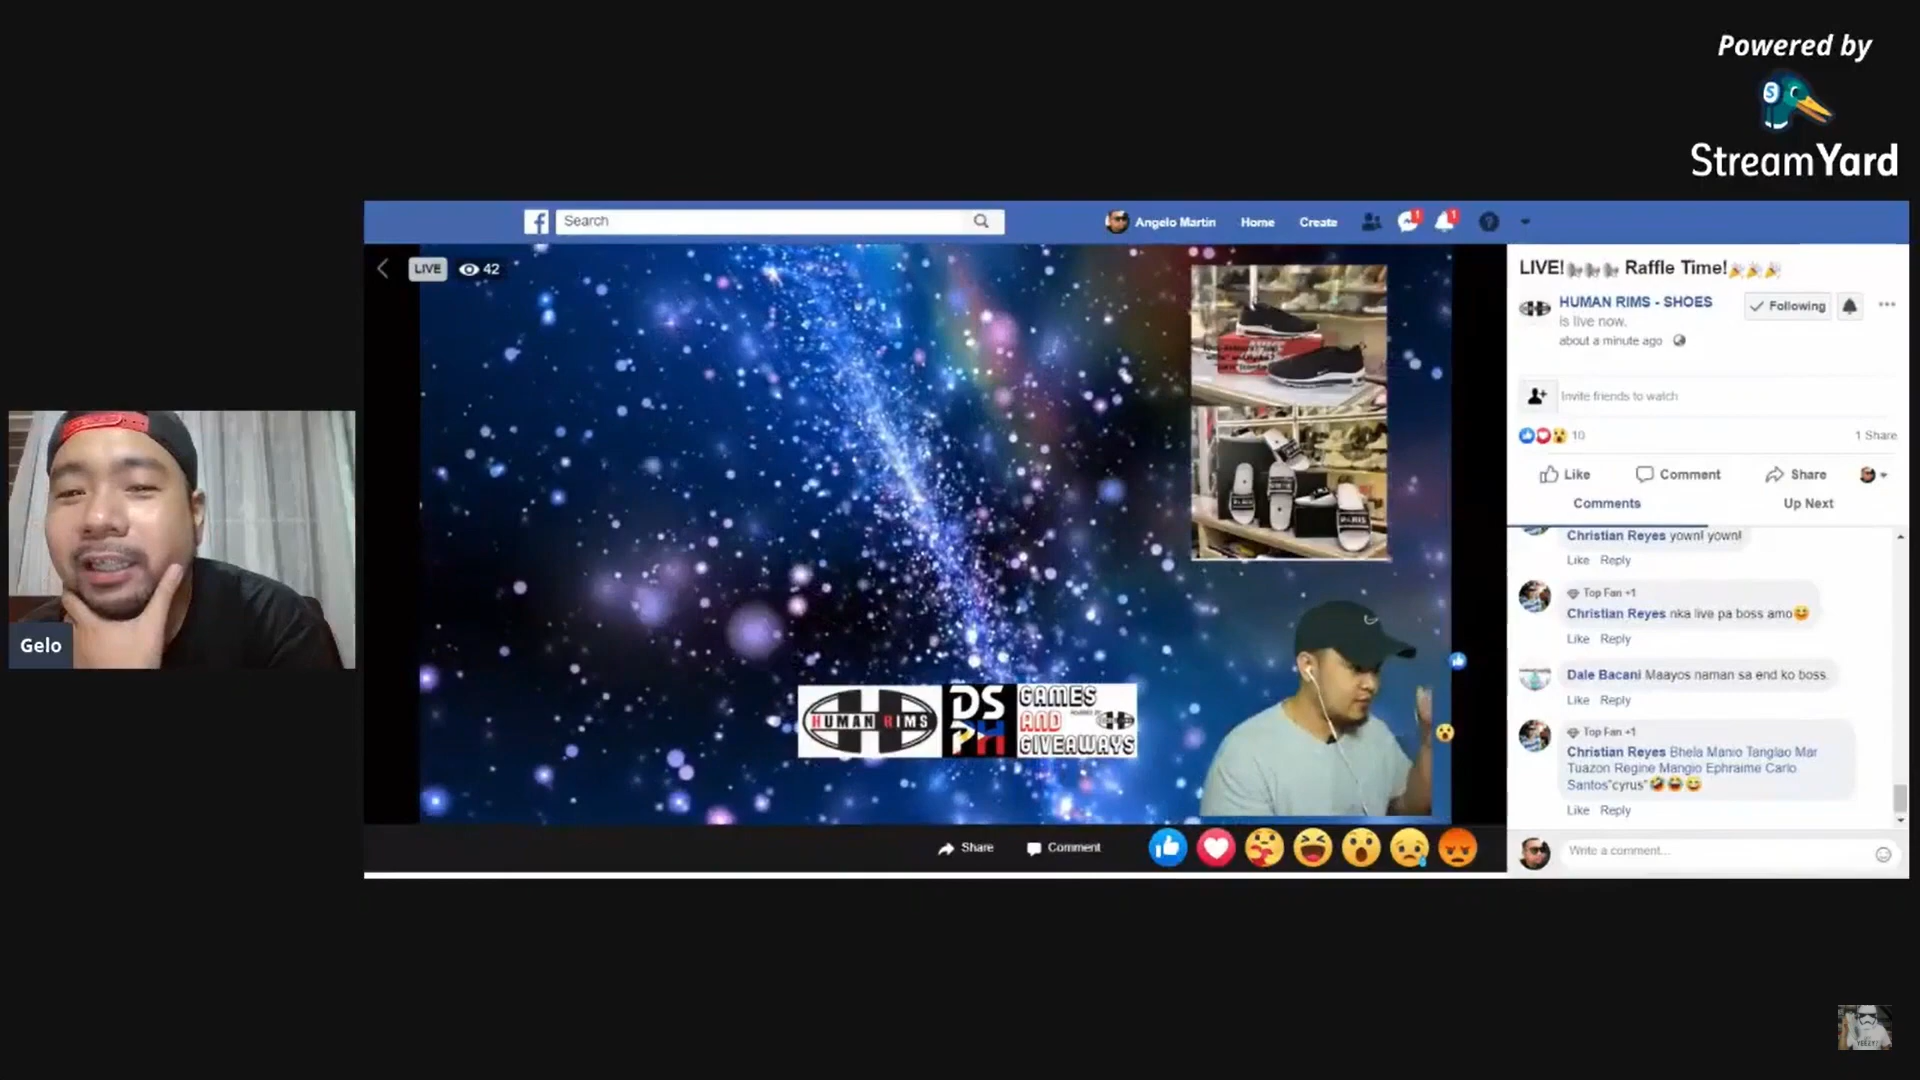 Powered by
StreamYard
Search
Angelo Martin
Home
Create
1
1
LIVE
42
LIVE! Raffle Time!
HUMAN RIMS - SHOES
is live now.
about a minute ago
Following
Invite friends to watch
10
1 Share
Like
Comment
Share
Comments
Up Next
Christian Reyes yown! yown!
Like Reply
Top Fan +1
Christian Reyes nka live pa boss amo
Like Reply
Dale Bacani Maayos naman sa end ko boss.
Like Reply
Top Fan +1
Christian Reyes Bhela Manio Tanglao Mar
Tuazon Regine Mangio Ephraime Carlo
Santos"cyrus"
Like Reply
Write a comment...
Gelo
HUMAN RIMS
DS
PH
GAMES
AND
GIVEAWAYS
Share
Comment
YEEZY